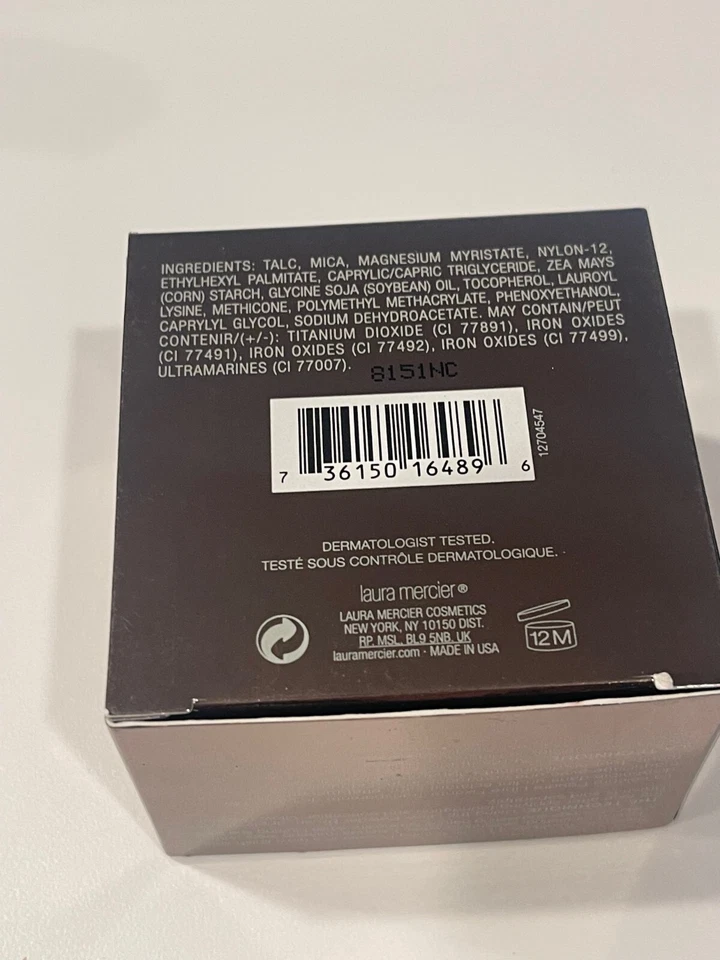 INGREDIENTS: TALC, MICA, MAGNESIUM MYRISTATE, NYLON-12,
ETHYLHEXYL PALMITATE, CAPRYLIC/CAPRIC TRIGLYCERIDE, ZEA MAYS
(CORN) STARCH, GLYCINE SOJA (SOYBEAN) OIL, TOCOPHEROL, LAUROYL
LYSINE, METHICONE, POLYMETHYL METHACRYLATE, PHENOXYETHANOL,
CAPRYLYL GLYCOL, SODIUM DEHYDROACETATE. MAY CONTAIN/PEUT
CONTENIR/(+/-): TITANIUM DIOXIDE (CI 77891), IRON OXIDES
(CI 77491), IRON OXIDES (CI 77492), IRON OXIDES (CI 77499),
ULTRAMARINES (CI 77007).
8151NC
7 36150 16489 6
12704547
DERMATOLOGIST TESTED.
TESTÉ SOUS CONTRÔLE DERMATOLOGIQUE.
laura mercier®
LAURA MERCIER COSMETICS
NEW YORK, NY 10150 DIST.
RP. MSL. BL9 5NB. UK
lauramercier.com · MADE IN USA
12M